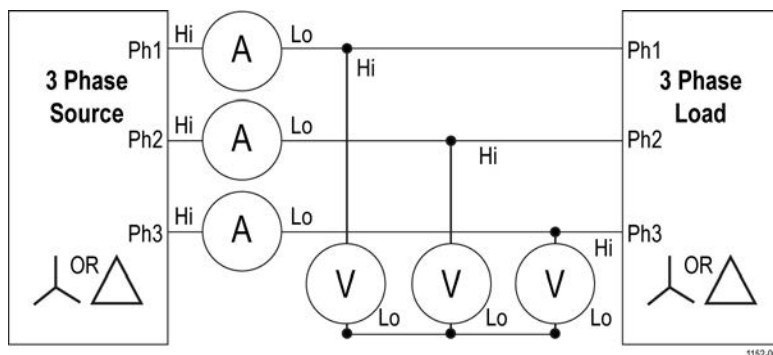 Hi A Lo
Ph1 Ph1
Hi
3 Phase
Source
3 Phase
Load
Hi A Lo
Ph2 Ph2
Hi
Hi A Lo
Ph3 Ph3
Hi
OR
V V V
OR
Lo Lo Lo